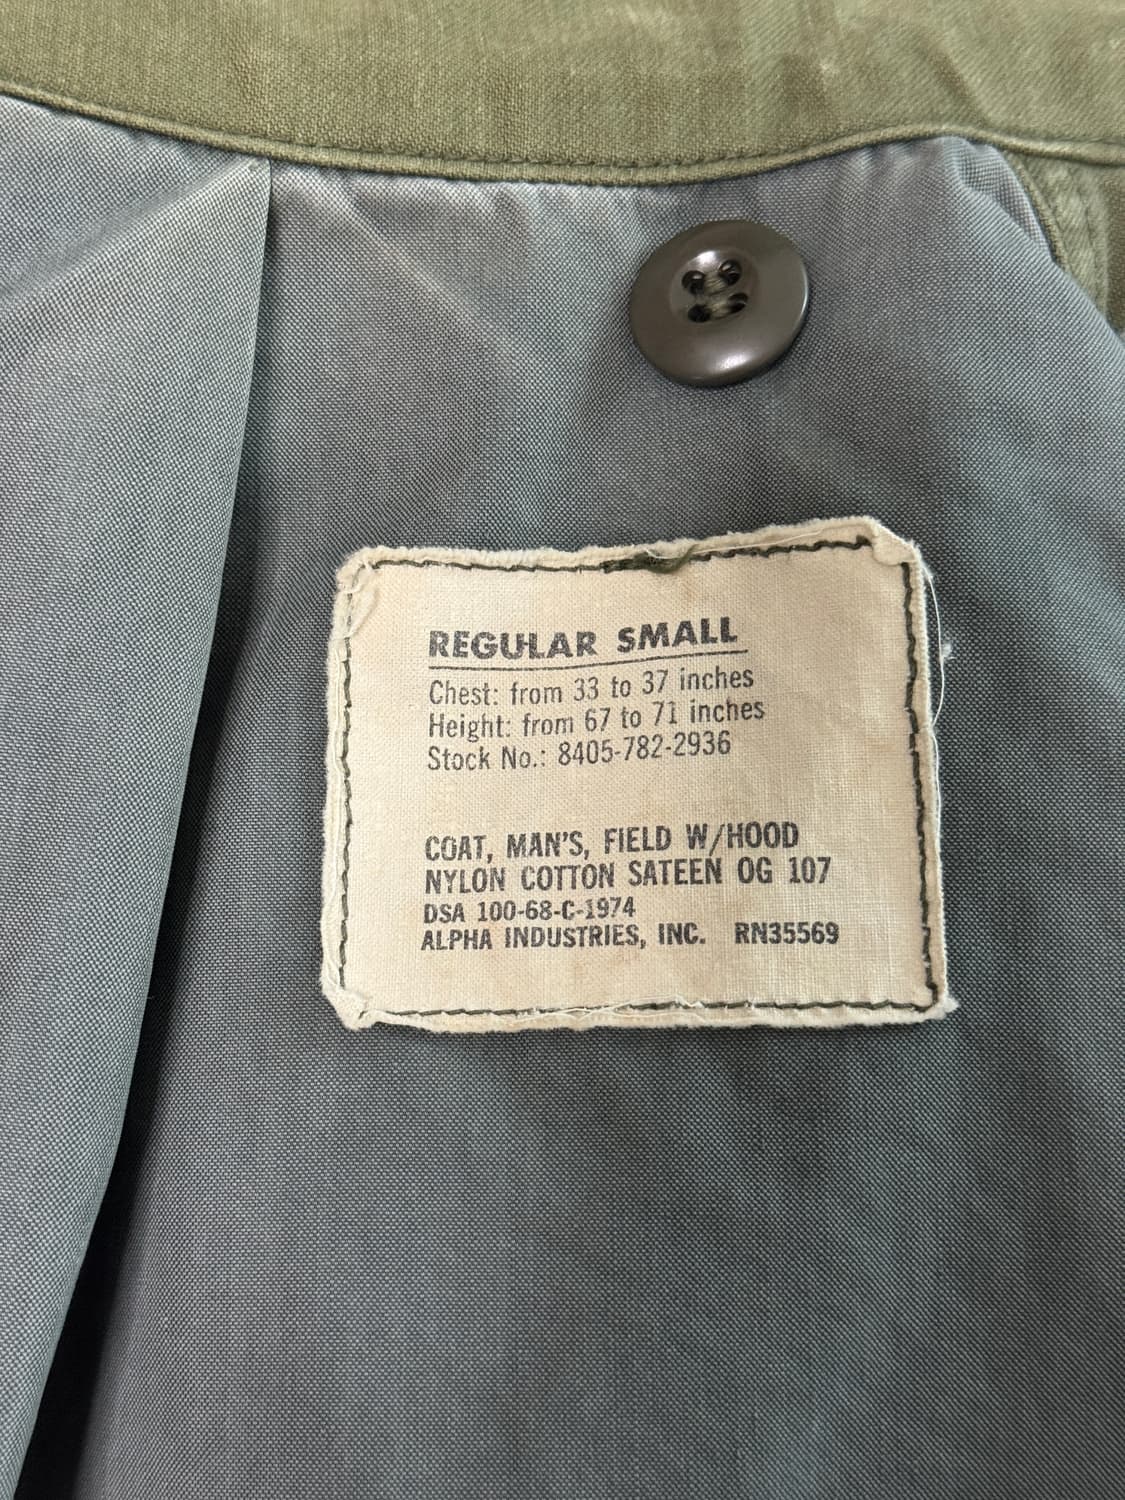 REGULAR SMALL
Chest: from 33 to 37 inches
Height: from 67 to 71 inches
Stock No.: 8405-782-2936
COAT, MAN'S, FIELD W/HOOD
NYLON COTTON SATEEN OG 107
DSA 100-68-C-1974
ALPHA INDUSTRIES, INC. RN35569